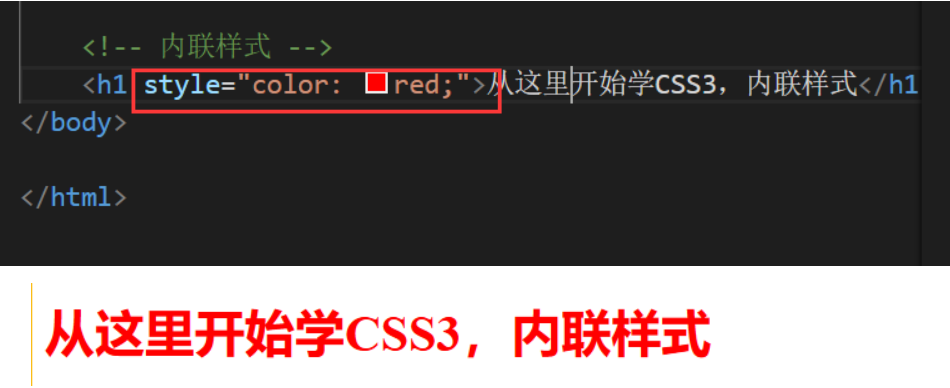 <!-- 内联样式 -->
<h1 style="color: red;">从这里开始学CSS3，内联样式</h1
</body>
</html>
从这里开始学CSS3，内联样式